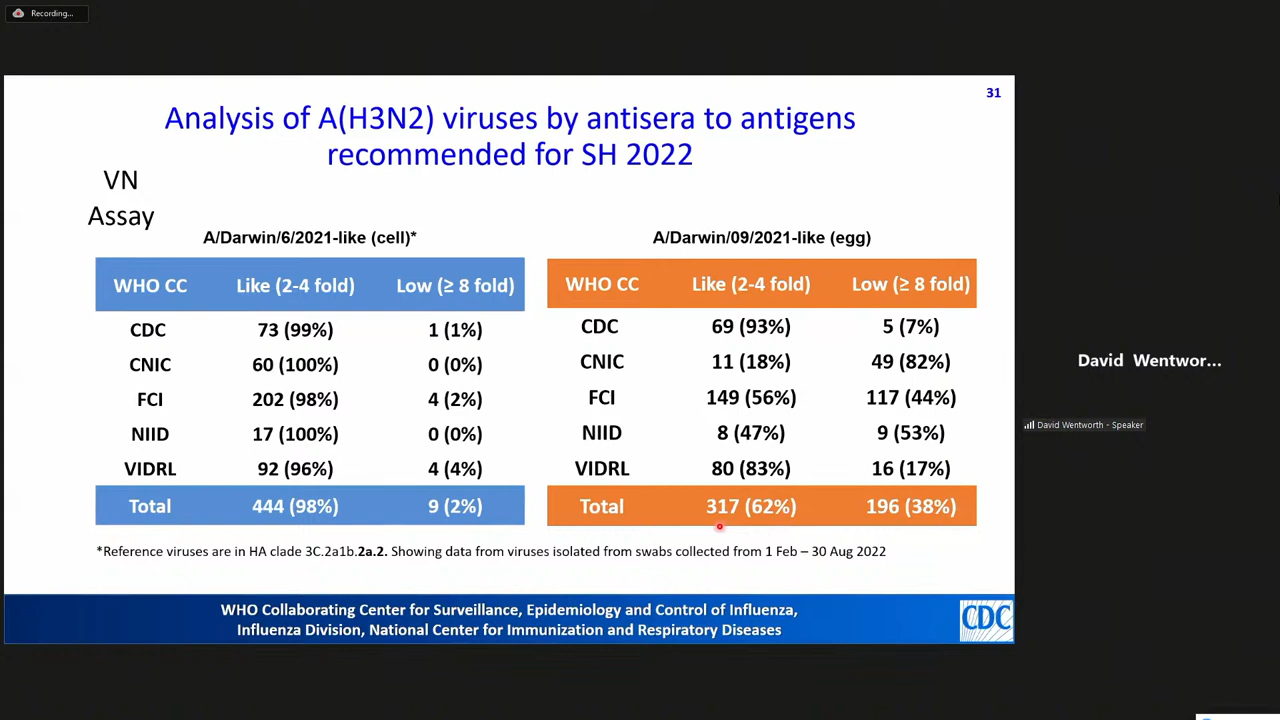 Recording...
31
Analysis of A(H3N2) viruses by antisera to antigens
recommended for SH 2022
VN
Assay
A/Darwin/6/2021-like (cell)*
WHO CC Like (2-4 fold) Low (≥ 8 fold)
CDC 73 (99%) 1 (1%)
CNIC 60 (100%) 0 (0%)
FCI 202 (98%) 4 (2%)
NIID 17 (100%) 0 (0%)
VIDRL 92 (96%) 4 (4%)
Total 444 (98%) 9 (2%)
A/Darwin/09/2021-like (egg)
WHO CC Like (2-4 fold) Low (≥ 8 fold)
CDC 69 (93%) 5 (7%)
CNIC 11 (18%) 49 (82%)
FCI 149 (56%) 117 (44%)
NIID 8 (47%) 9 (53%)
VIDRL 80 (83%) 16 (17%)
Total 317 (62%) 196 (38%)
*Reference viruses are in HA clade 3C.2a1b.2a.2. Showing data from viruses isolated from swabs collected from 1 Feb – 30 Aug 2022
WHO Collaborating Center for Surveillance, Epidemiology and Control of Influenza,
Influenza Division, National Center for Immunization and Respiratory Diseases
CDC
David Wentwor...
David Wentworth - Speaker